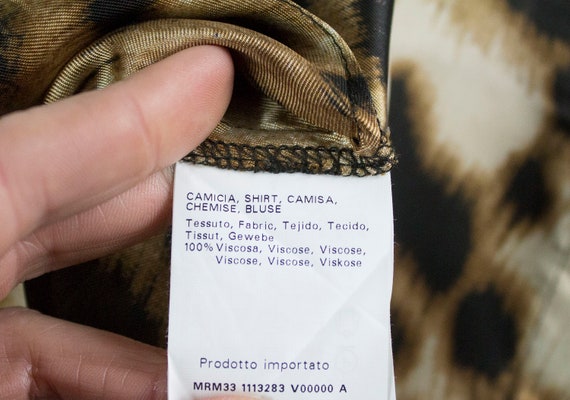 CAMICIA, SHIRT, CAMISA,
CHEMISE, BLUSE
Tessuto, Fabric, Tejido, Tecido,
Tissut, Gewebe
100% Viscosa, Viscose, Viscose,
Viscose, Viscose, Viskose
Prodotto importato
MRM33 1113283 V00000 A